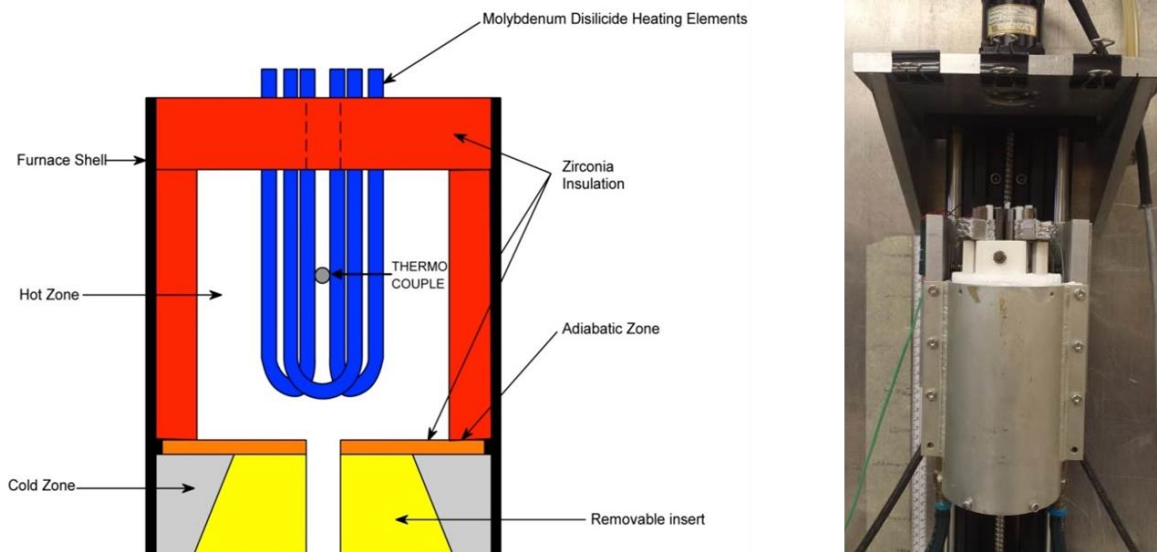 Molybdenum Disilicide Heating Elements
Furnace Shell
Zirconia
Insulation
THERMO
COUPLE
Hot Zone
Adiabatic Zone
Cold Zone
Removable insert